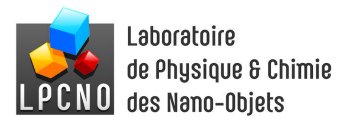 LPCNO
Laboratoire
de Physique & Chimie
des Nano-Objets